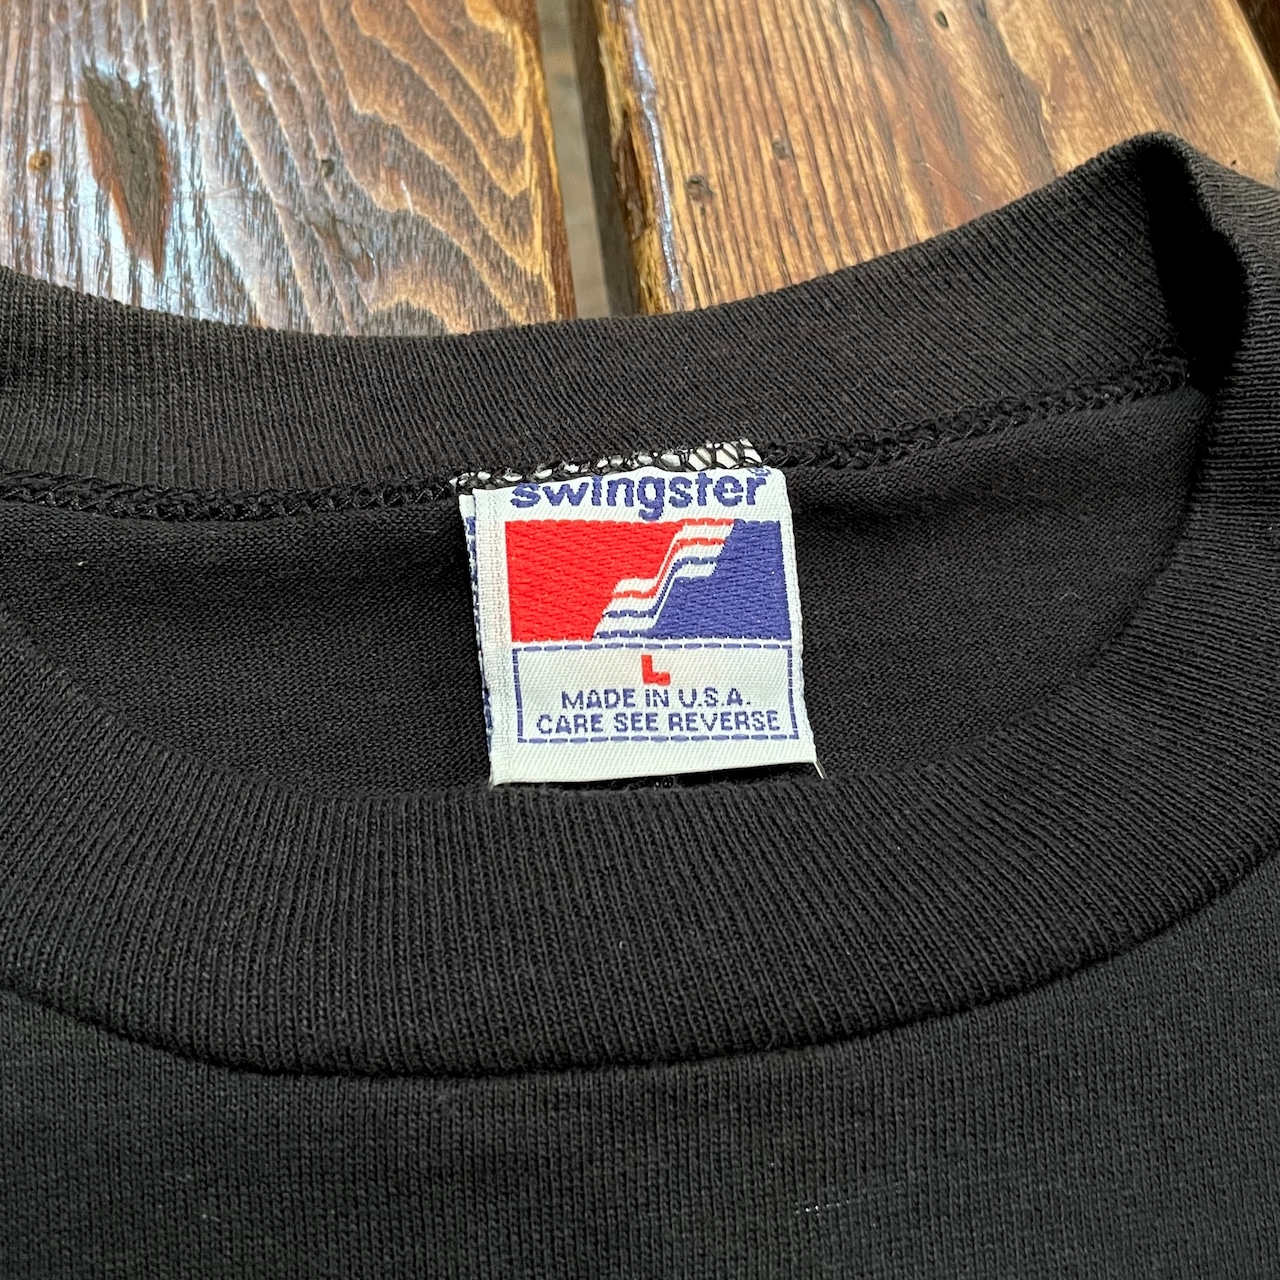 swingster
L
MADE IN U.S.A.
CARE SEE REVERSE